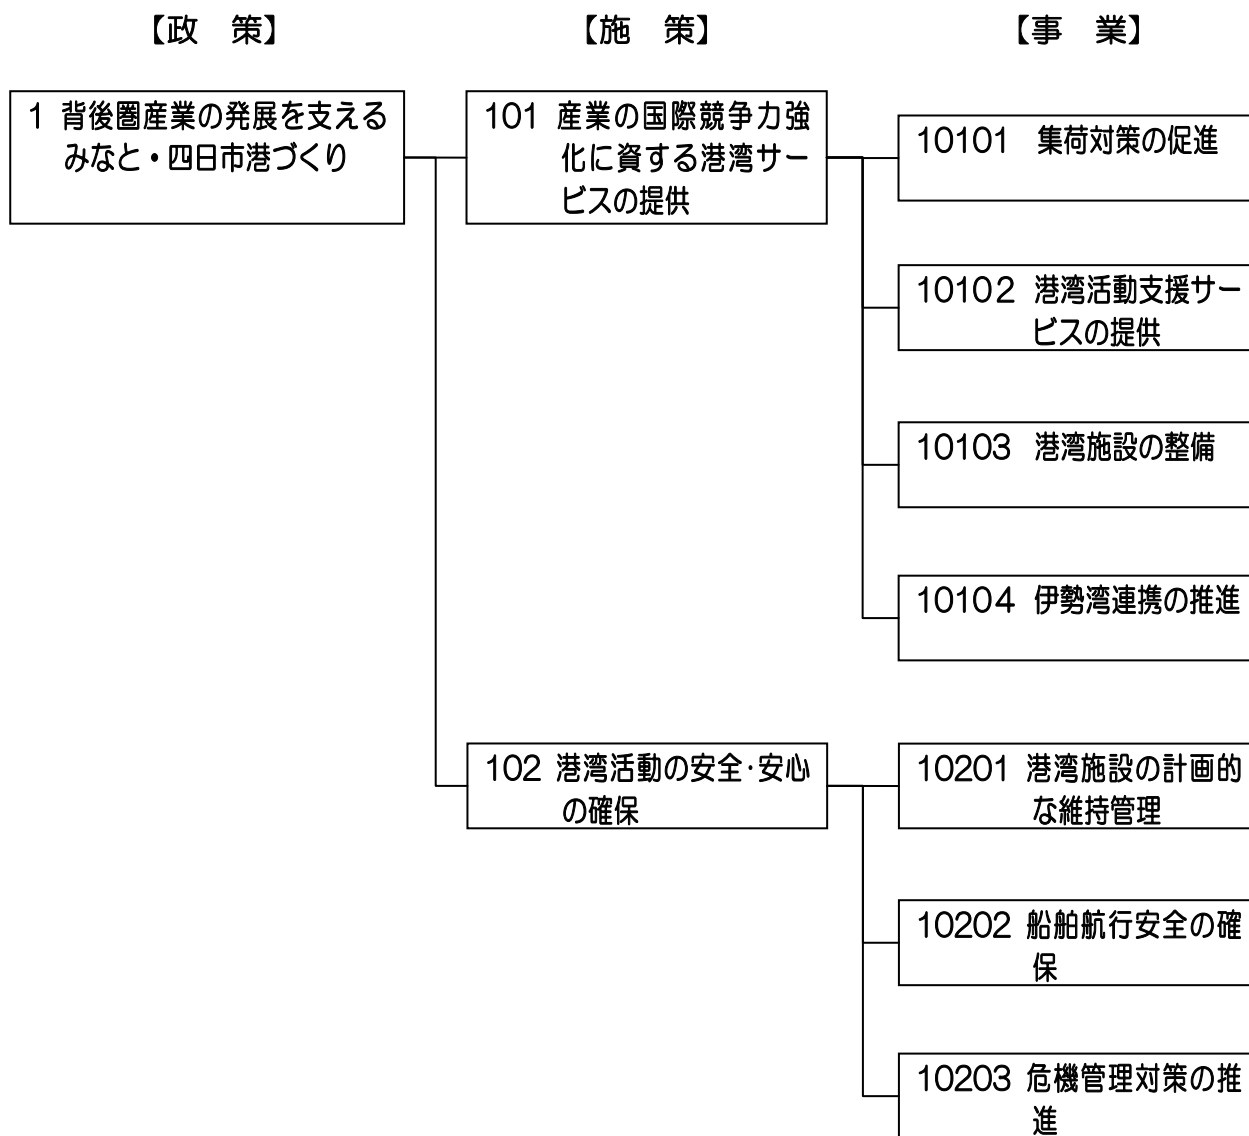 【政　策】
【施　策】
【事　業】
1 背後圏産業の発展を支える
みなと・四日市港づくり
101 産業の国際競争力強
化に資する港湾サー
ビスの提供
10101 集荷対策の促進
10102 港湾活動支援サー
ビスの提供
10103 港湾施設の整備
10104 伊勢湾連携の推進
102 港湾活動の安全・安心
の確保
10201 港湾施設の計画的
な維持管理
10202 船舶航行安全の確
保
10203 危機管理対策の推
進